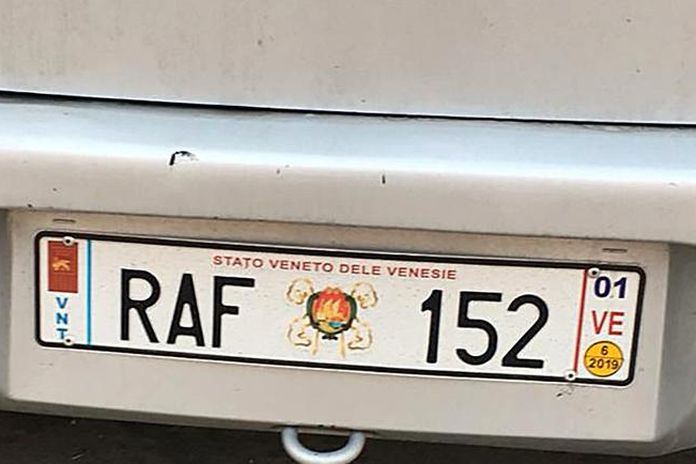 STATO VENETO DELE VENESIE
VNT
RAF 152
01
VE
6
2019